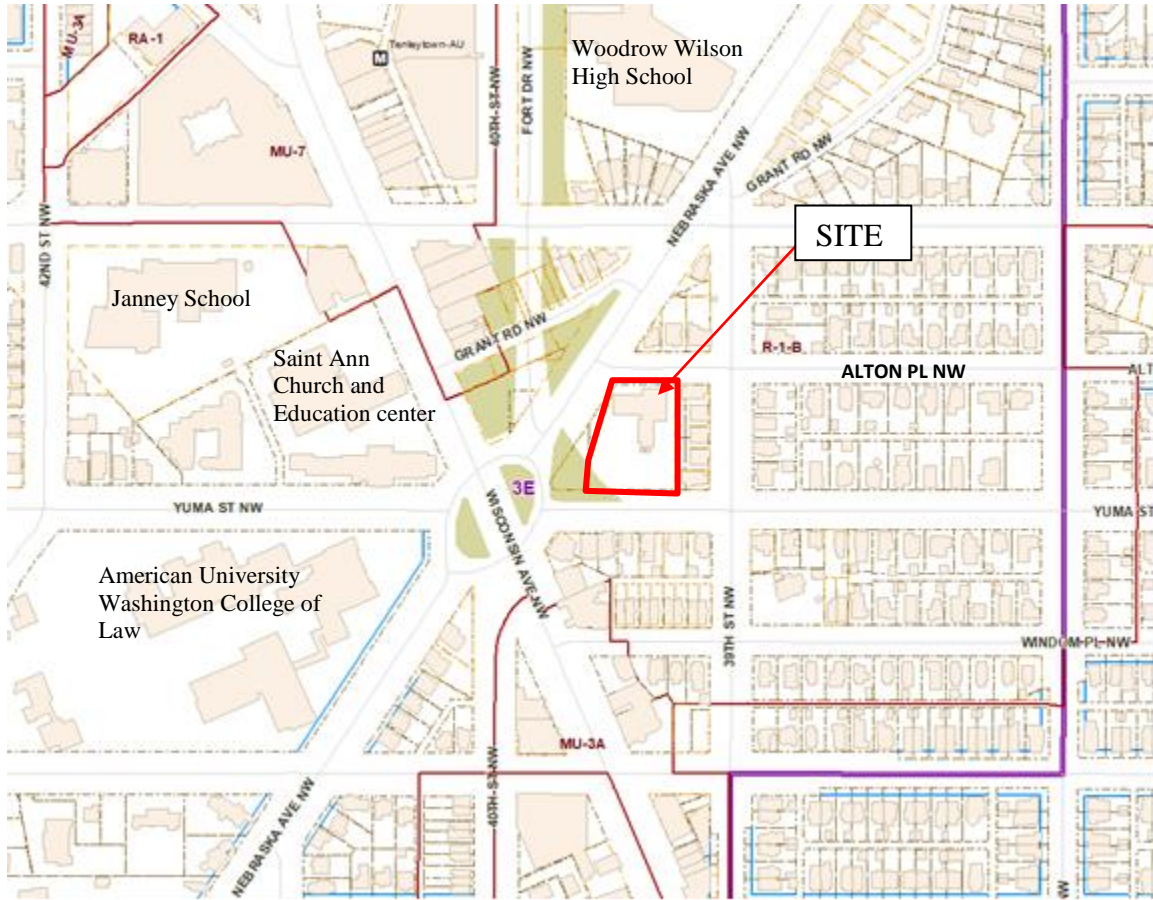 MU-3A
RA-1
Tenleytown-AU
M
Woodrow Wilson
High School
40TH ST NW
FORT DR NW
MU-7
NEBRASKA AVE NW
GRANT RD NW
SITE
42ND ST NW
Janney School
GRANT RD NW
Saint Ann
Church and
Education center
R-1-B
ALTON PL NW
ALT
3E
YUMA ST NW
YUMA ST
WISCONSIN AVE NW
American University
Washington College of
Law
39TH ST NW
WINDOM PL NW
MU-3A
40TH ST NW
NEBRASKA AVE NW
NW